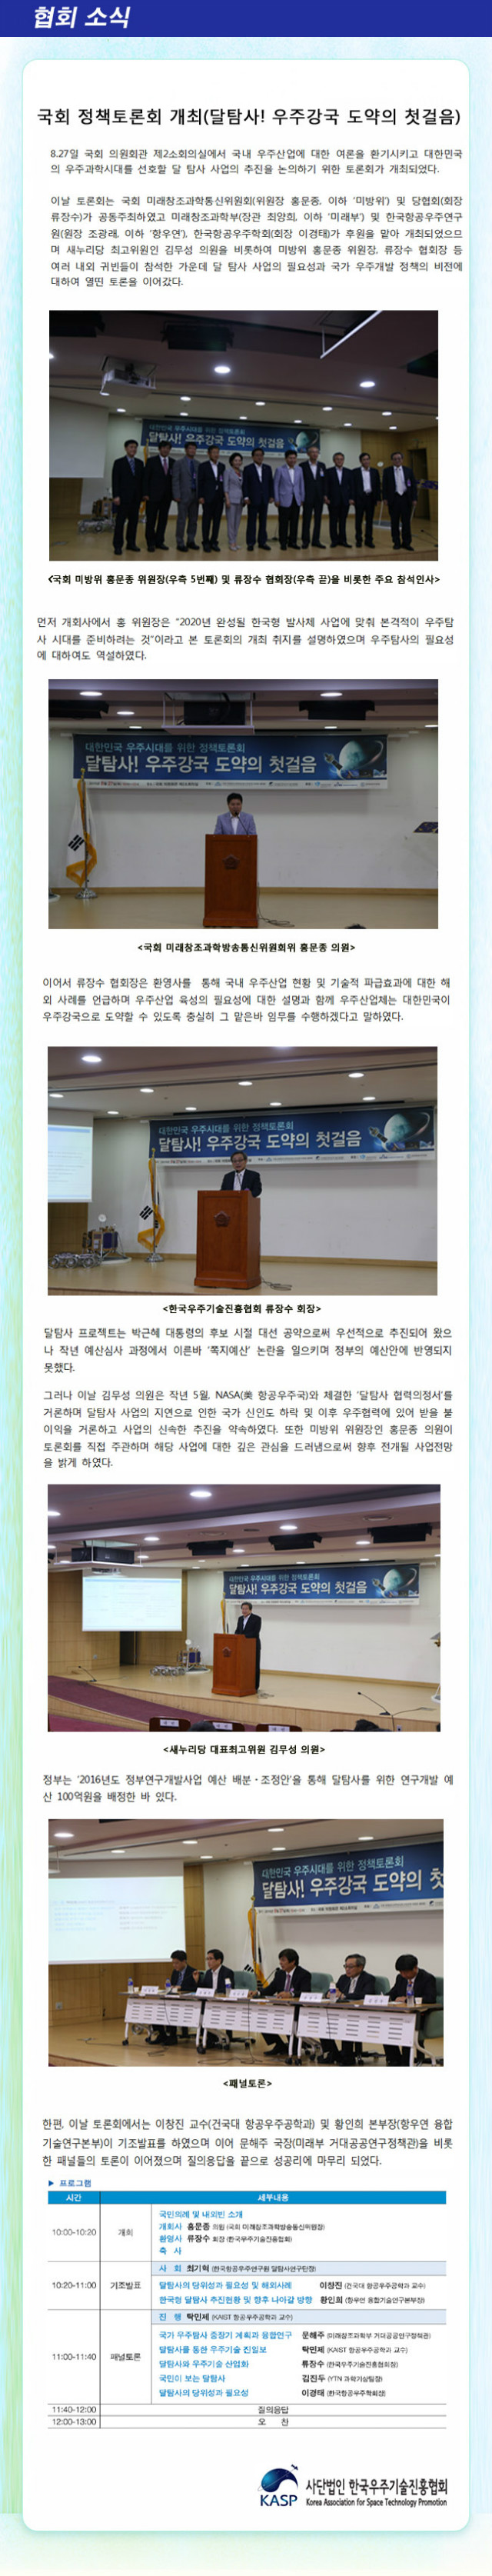 협회 소식
국회 정책토론회 개최(달탐사! 우주강국 도약의 첫걸음)
8.27일 국회 의원회관 제2소회의실에서 국내 우주산업에 대한 여론을 환기시키고 대한민국
의 우주과학시대를 선호할 달 탐사 사업의 추진을 논의하기 위한 토론회가 개최되었다.
이날 토론회는 국회 미래창조과학통신위원회(위원장 홍문종, 이하 '미방위') 및 당협회(회장
류장수)가 공동주최하였고 미래창조과학부(장관 최양희, 이하 '미래부') 및 한국항공우주연구
원(원장 조광래, 이하 '항우연'), 한국항공우주학회(회장 이경태)가 후원을 맡아 개최되었으므
며 새누리당 최고위원인 김무성 의원을 비롯하여 미방위 홍문종 위원장, 류장수 협회장 등
여러 내외 귀빈들이 참석한 가운데 달 탐사 사업의 필요성과 국가 우주개발 정책의 비전에
대하여 열띤 토론을 이어갔다.
대한민국 우주시대를 위한 정책토론회
달탐사! 우주강국 도약의 첫걸음
<국회 미방위 홍문종 위원장(우측 5번째) 및 류장수 협회장(우측 끝)을 비롯한 주요 참석인사>
먼저 개회사에서 홍 위원장은 "2020년 완성될 한국형 발사체 사업에 맞춰 본격적이 우주탐
사 시대를 준비하려는 것"이라고 본 토론회의 개최 취지를 설명하였으며 우주탐사의 필요성
에 대하여도 역설하였다.
대한민국 우주시대를 위한 정책토론회
달탐사! 우주강국 도약의 첫걸음
<국회 미래창조과학방송통신위원회위 홍문종 의원>
이어서 류장수 협회장은 환영사를 통해 국내 우주산업 현황 및 기술적 파급효과에 대한 해
외 사례를 언급하며 우주산업 육성의 필요성에 대한 설명과 함께 우주산업체는 대한민국이
우주강국으로 도약할 수 있도록 충실히 그 맡은바 임무를 수행하겠다고 말하였다.
대한민국 우주시대를 위한 정책토론회
달탐사! 우주강국 도약의 첫걸음
<한국우주기술진흥협회 류장수 회장>
달탐사 프로젝트는 박근혜 대통령의 후보 시절 대선 공약으로써 우선적으로 추진되어 왔으
나 작년 예산심사 과정에서 이른바 '쪽지예산' 논란을 일으키며 정부의 예산안에 반영되지
못했다.
그러나 이날 김무성 의원은 작년 5월, NASA(美 항공우주국)와 체결한 '달탐사 협력의정서'를
거론하며 달탐사 사업의 지연으로 인한 국가 신인도 하락 및 이후 우주협력에 있어 받을 불
이익을 거론하고 사업의 신속한 추진을 약속하였다. 또한 미방위 위원장인 홍문종 의원이
토론회를 직접 주관하며 해당 사업에 대한 깊은 관심을 드러냄으로써 향후 전개될 사업전망
을 밝게 하였다.
대한민국 우주시대를 위한 정책토론회
달탐사! 우주강국 도약의 첫걸음
<새누리당 대표최고위원 김무성 의원>
정부는 '2016년도 정부연구개발사업 예산 배분・조정안'을 통해 달탐사를 위한 연구개발 예
산 100억원을 배정한 바 있다.
대한민국 우주시대를 위한 정책토론회
달탐사! 우주강국 도약의 첫
<패널토론>
한편, 이날 토론회에서는 이창진 교수(건국대 항공우주공학과) 및 황인희 본부장(항우연 융합
기술연구본부)이 기조발표를 하였으며 이어 문해주 국장(미래부 거대공공연구정책관)을 비롯
한 패널들의 토론이 이어졌으며 질의응답을 끝으로 성공리에 마무리 되었다.
▶ 프로그램
시간 세부내용
10:00-10:20 개회 국민의례 및 내외빈 소개
개회사 홍문종 의원 (국회 미래창조과학방송통신위원장)
환영사 류장수 회장 (한국우주기술진흥협회)
축 사
10:20-11:00 기조발표 사 회 최기혁 (한국항공우주연구원 달탐사연구단장)
달탐사의 당위성과 필요성 및 해외사례 이창진 (건국대 항공우주공학과 교수)
한국형 달탐사 추진현황 및 향후 나아갈 방향 황인희 (항우연 융합기술연구본부장)
11:00-11:40 패널토론 진 행 탁민제 (KAIST 항공우주공학과 교수)
국가 우주탐사 중장기 계획과 융합연구 문해주 (미래창조과학부 거대공공연구정책관)
달탐사를 통한 우주기술 진일보 탁민제 (KAIST 항공우주공학과 교수)
달탐사와 우주기술 산업화 류장수 (한국우주기술진흥협회장)
국민이 보는 달탐사 김진두 (YTN 과학기상팀장)
달탐사의 당위성과 필요성 이경태 (한국항공우주학회장)
11:40-12:00 질의응답
12:00-13:00 오 찬
KASP 사단법인 한국우주기술진흥협회
Korea Association for Space Technology Promotion